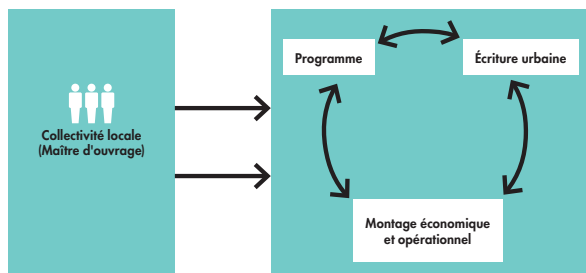 Programme
Écriture urbaine
Collectivité locale
(Maître d'ouvrage)
Montage économique
et opérationnel